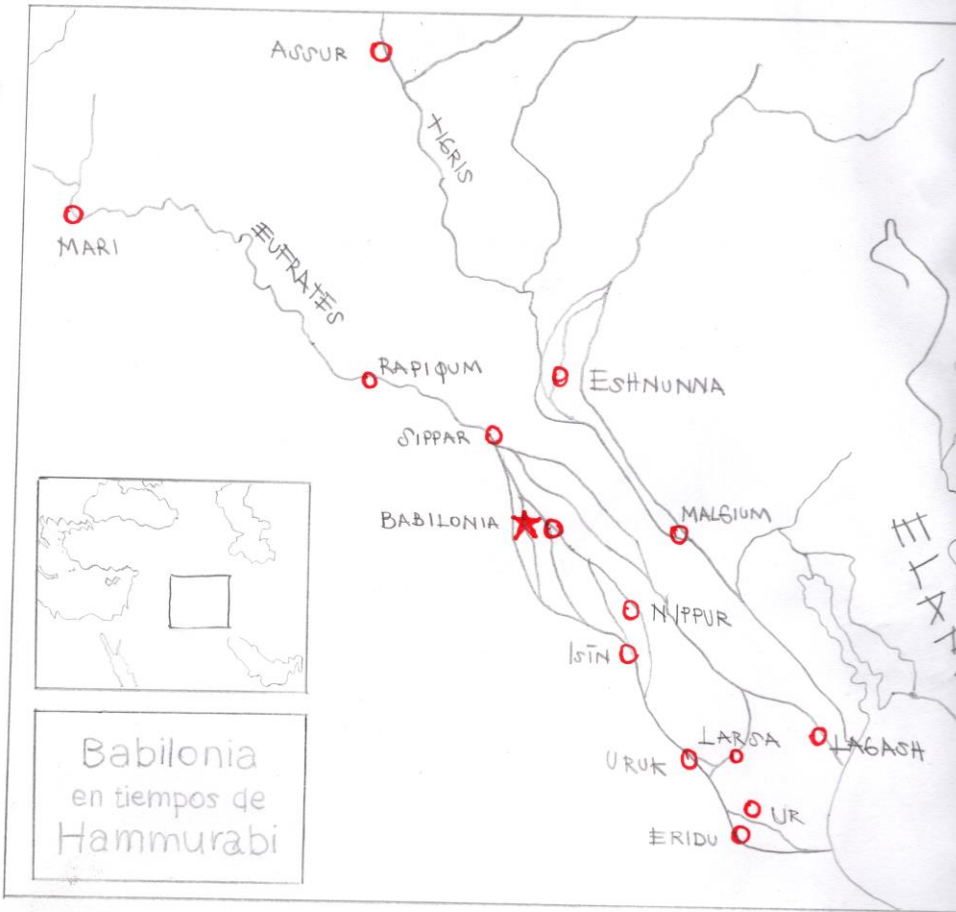 ASSUR
TIGRIS
MARI
EUFRATES
RAPIQUM
ESHNUNNA
SIPPAR
BABILONIA
MALGIUM
NIPPUR
ISĪN
LARSA
URUK
LAGASH
UR
ERIDU
Babilonia
en tiempos de
Hammurabi